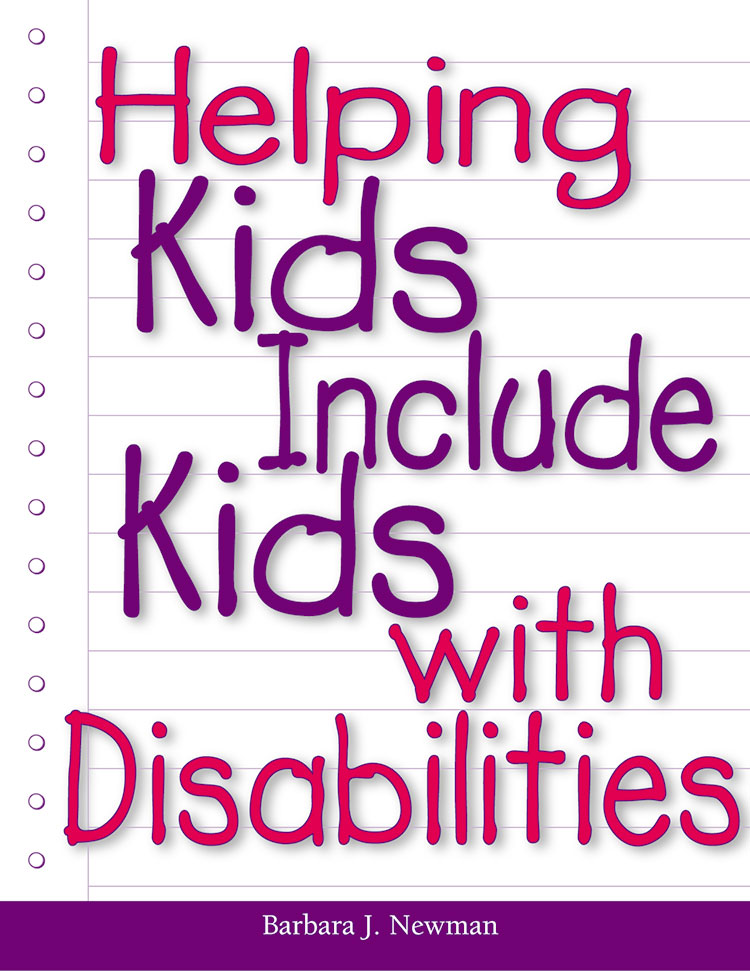 Helping
Kids
Include
Kids
with
Disabilities
Barbara J. Newman